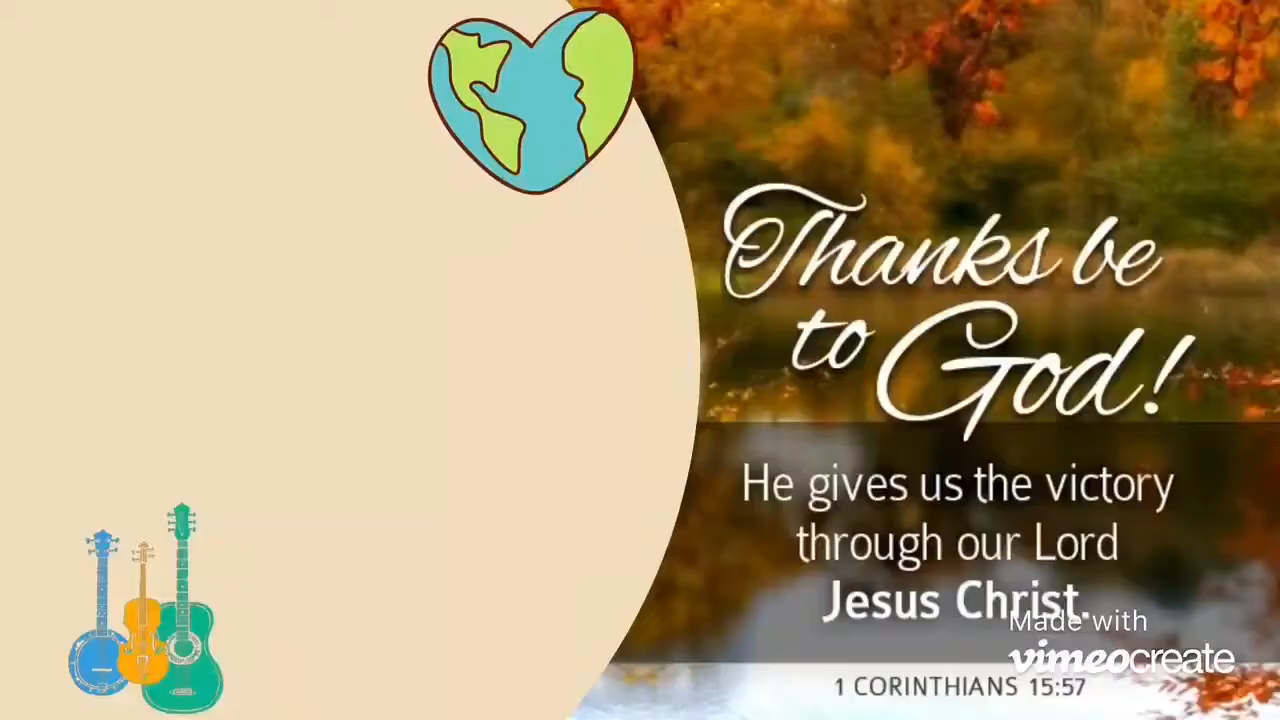 Thanks be
to God!
He gives us the victory
through our Lord
Jesus Christ.
Made with
vimeocreate
1 CORINTHIANS 15:57